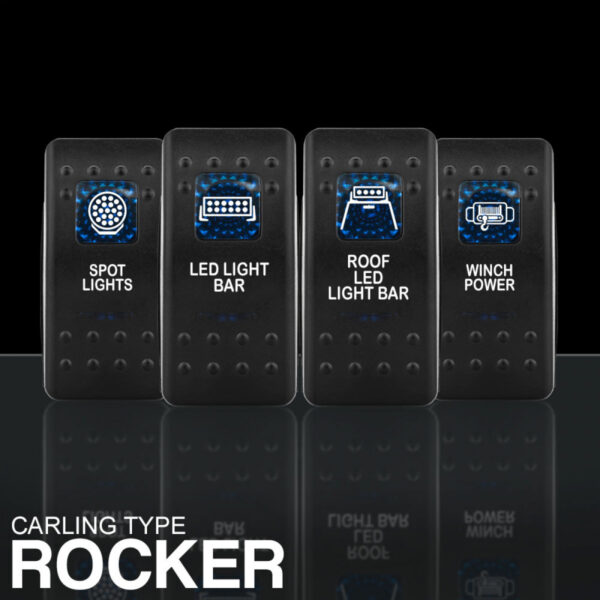 SPOT
LIGHTS
LED LIGHT
BAR
ROOF
LED
LIGHT BAR
WINCH
POWER
CARLING TYPE
ROCKER